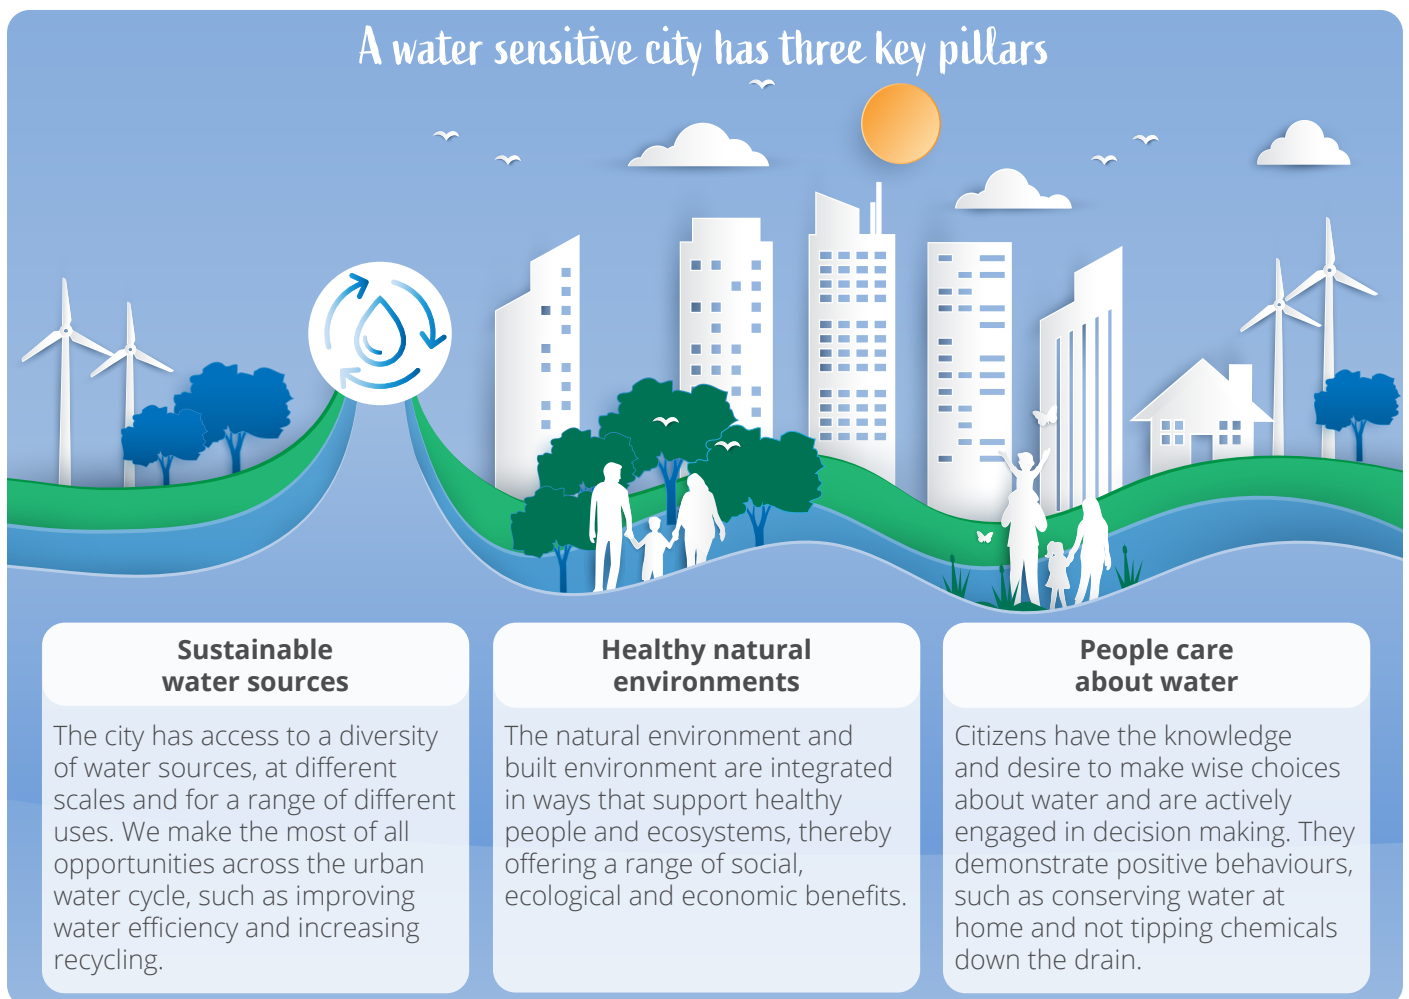 A water sensitive city has three key pillars
Sustainable
water sources
The city has access to a diversity
of water sources, at different
scales and for a range of different
uses. We make the most of all
opportunities across the urban
water cycle, such as improving
water efficiency and increasing
recycling.
Healthy natural
environments
The natural environment and
built environment are integrated
in ways that support healthy
people and ecosystems, thereby
offering a range of social,
ecological and economic benefits.
People care
about water
Citizens have the knowledge
and desire to make wise choices
about water and are actively
engaged in decision making. They
demonstrate positive behaviours,
such as conserving water at
home and not tipping chemicals
down the drain.